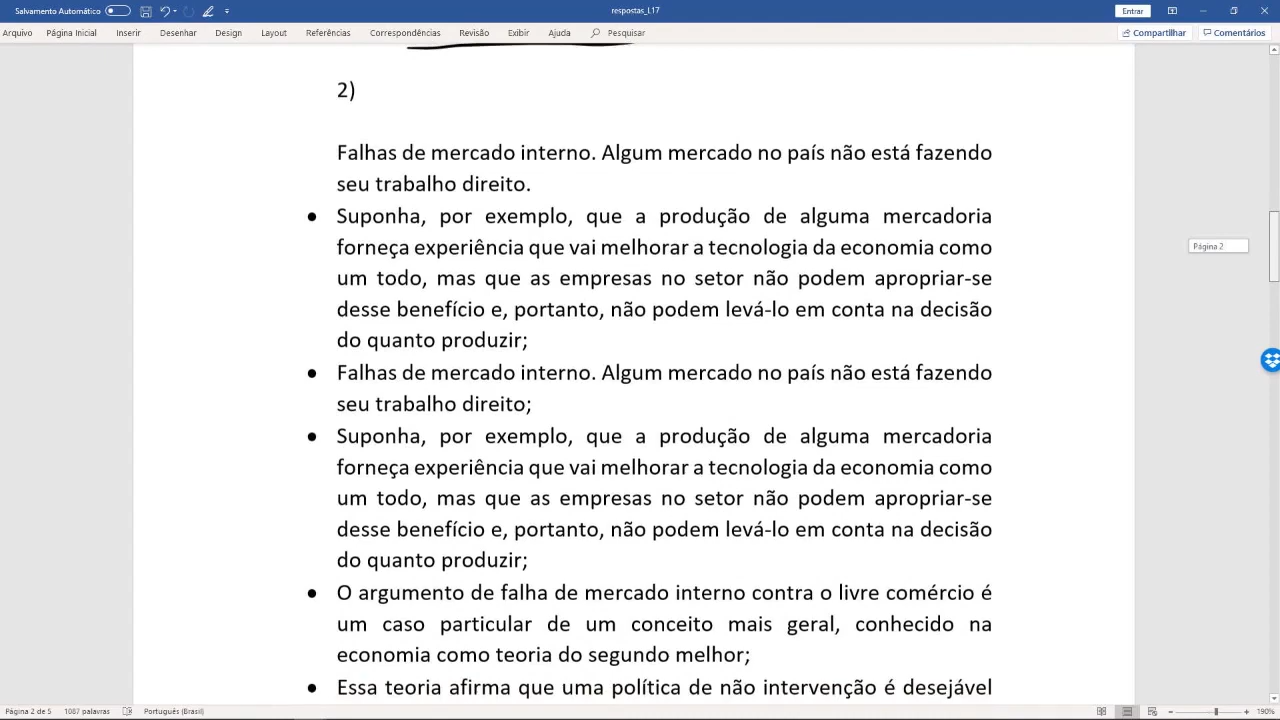 Salvamento Automático
respostas_L17
Entrar
Arquivo Página Inicial Inserir Desenhar Design Layout Referências Correspondências Revisão Exibir Ajuda Pesquisar Compartilhar Comentários
2)
Falhas de mercado interno. Algum mercado no país não está fazendo
seu trabalho direito.
• Suponha, por exemplo, que a produção de alguma mercadoria
forneça experiência que vai melhorar a tecnologia da economia como
um todo, mas que as empresas no setor não podem apropriar-se
desse benefício e, portanto, não podem levá-lo em conta na decisão
do quanto produzir;
• Falhas de mercado interno. Algum mercado no país não está fazendo
seu trabalho direito;
• Suponha, por exemplo, que a produção de alguma mercadoria
forneça experiência que vai melhorar a tecnologia da economia como
um todo, mas que as empresas no setor não podem apropriar-se
desse benefício e, portanto, não podem levá-lo em conta na decisão
do quanto produzir;
• O argumento de falha de mercado interno contra o livre comércio é
um caso particular de um conceito mais geral, conhecido na
economia como teoria do segundo melhor;
• Essa teoria afirma que uma política de não intervenção é desejável
Página 2
Página 2 de 5 1087 palavras Português (Brasil) 190%